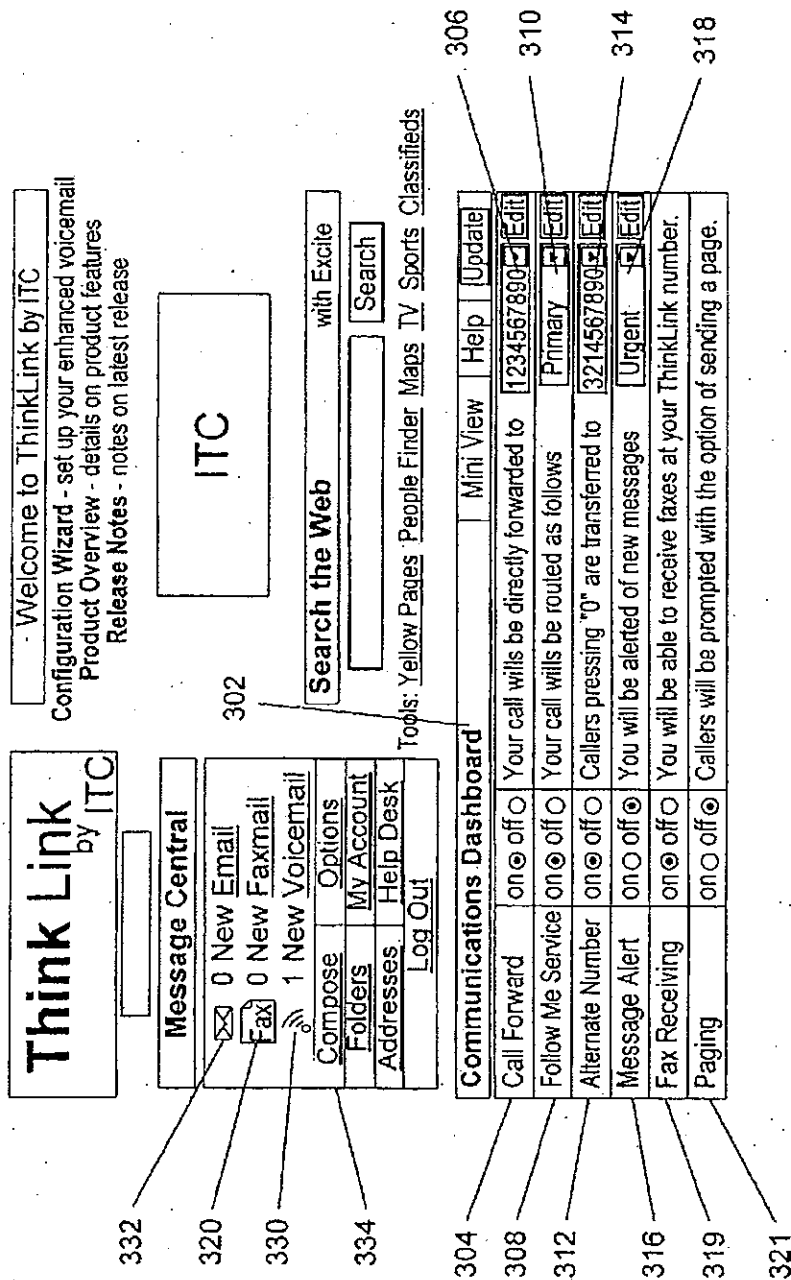 Think Link
by ITC
- Welcome to ThinkLink by ITC
Configuration Wizard - set up your enhanced voicemail
Product Overview - details on product features
Release Notes - notes on latest release
Message Central
0 New Email
Fax 0 New Faxmail
1 New Voicemail
Compose Options
Folders My Account
Addresses Help Desk
Log Out
ITC
Search the Web with Excite
Search
Tools: Yellow Pages People Finder Maps TV Sports Classifieds
Communications Dashboard Mini View Help Update
Call Forward on off Your call wills be directly forwarded to 1234567890 Edit
Follow Me Service on off Your call wills be routed as follows Primary Edit
Alternate Number on off Callers pressing "0" are transferred to 3214567890 Edit
Message Alert on off You will be alerted of new messages Urgent Edit
Fax Receiving on off You will be able to receive faxes at your ThinkLink number.
Paging on off Callers will be prompted with the option of sending a page.
332
320
330
334
302
304
308
312
316
319
321
306
310
314
318